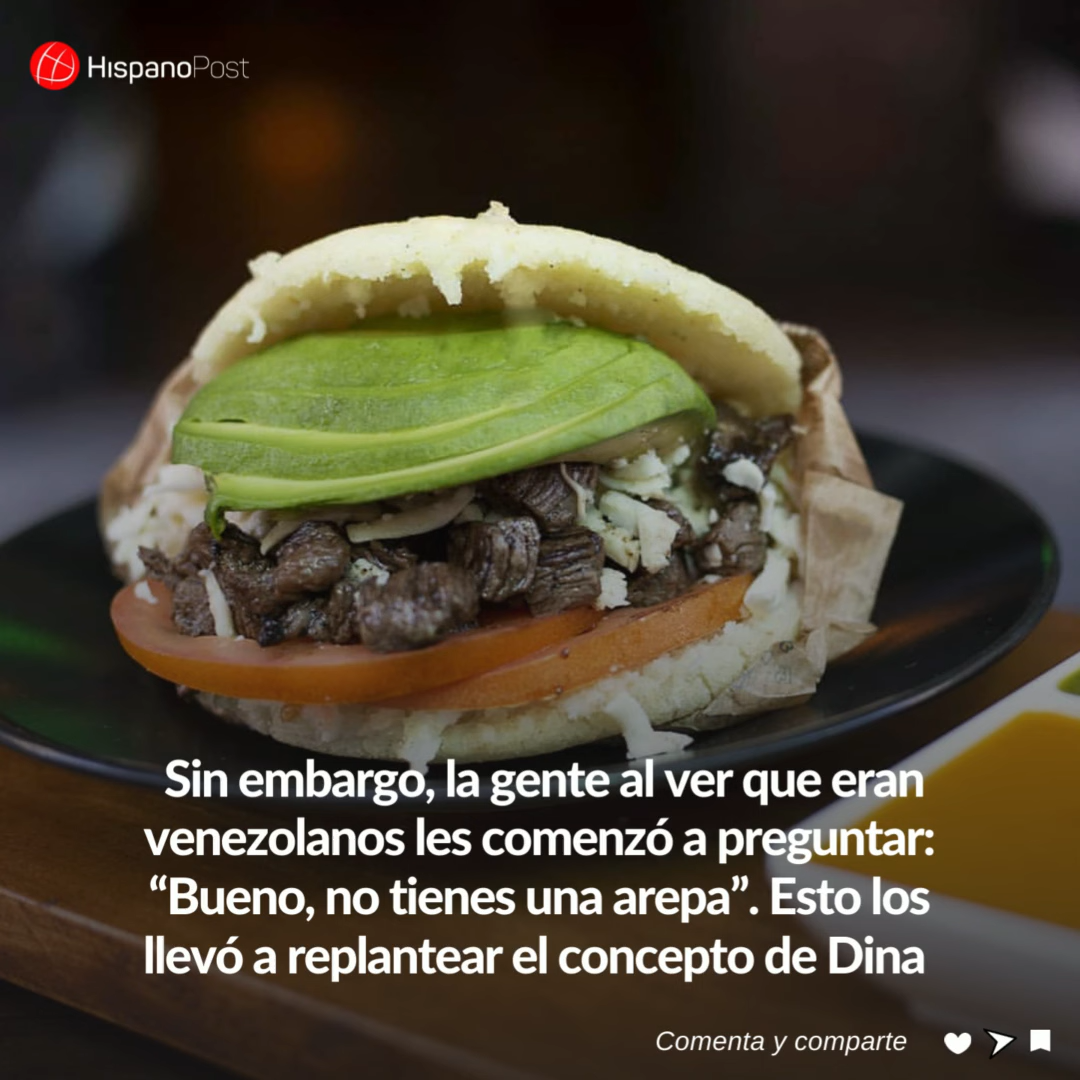 HispanoPost
Sin embargo, la gente al ver que eran
venezolanos les comenzó a preguntar:
“Bueno, no tienes una arepa”. Esto los
llevó a replantear el concepto de Dina
Comenta y comparte